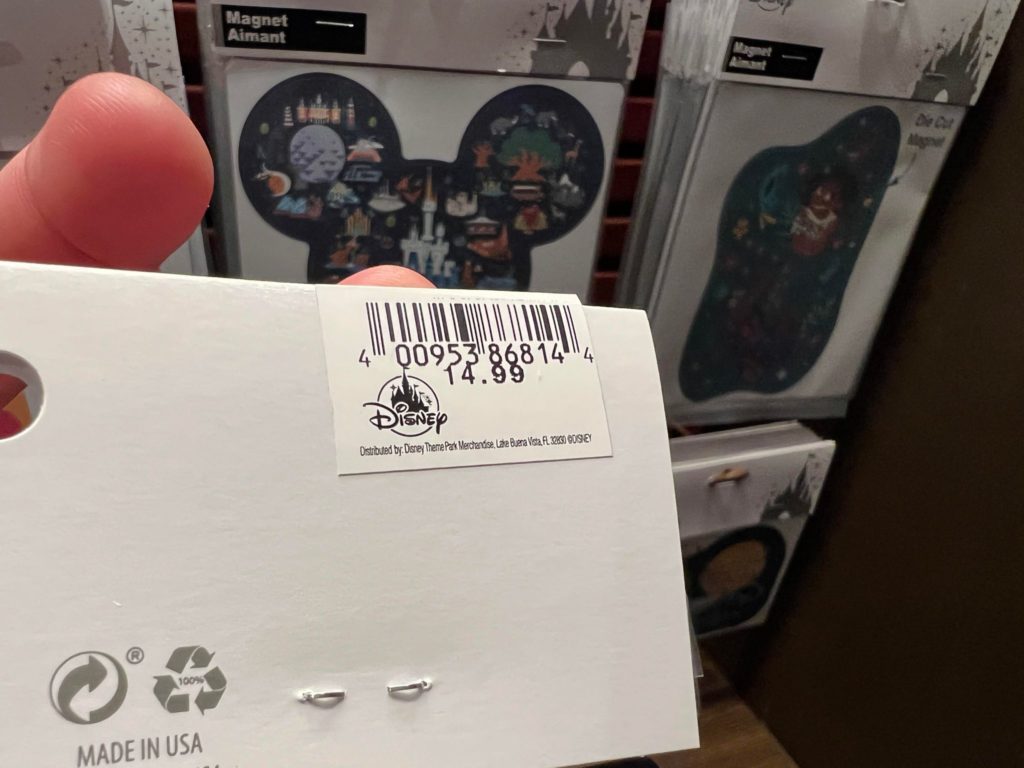 Magnet
Aimant
Magnet
Aimant
Die Cut
Magnet
4 00953 86814 4
14.99
Disney
Distributed by: Disney Theme Park Merchandise, Lake Buena Vista, FL 32830 ©DISNEY
®
100%
MADE IN USA